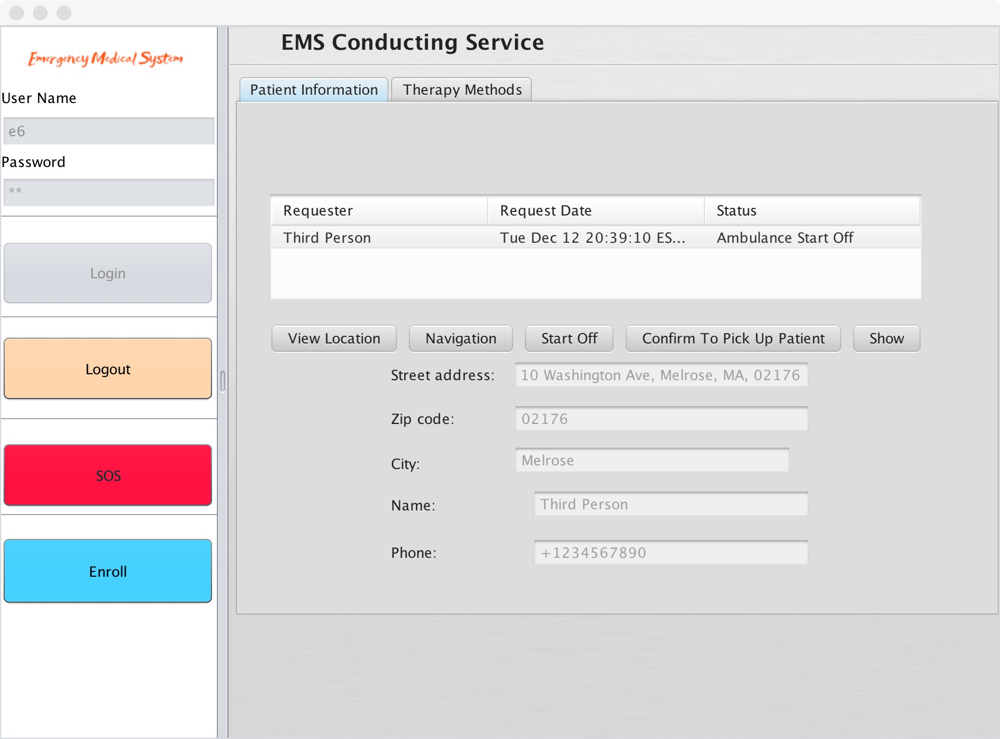 EMS Conducting Service
Emergency Medical System
User Name
e6
Password
**
Login
Logout
SOS
Enroll
Patient Information
Therapy Methods
Requester
Request Date
Status
Third Person
Tue Dec 12 20:39:10 ES...
Ambulance Start Off
View Location
Navigation
Start Off
Confirm To Pick Up Patient
Show
Street address:
10 Washington Ave, Melrose, MA, 02176
Zip code:
02176
City:
Melrose
Name:
Third Person
Phone:
+1234567890